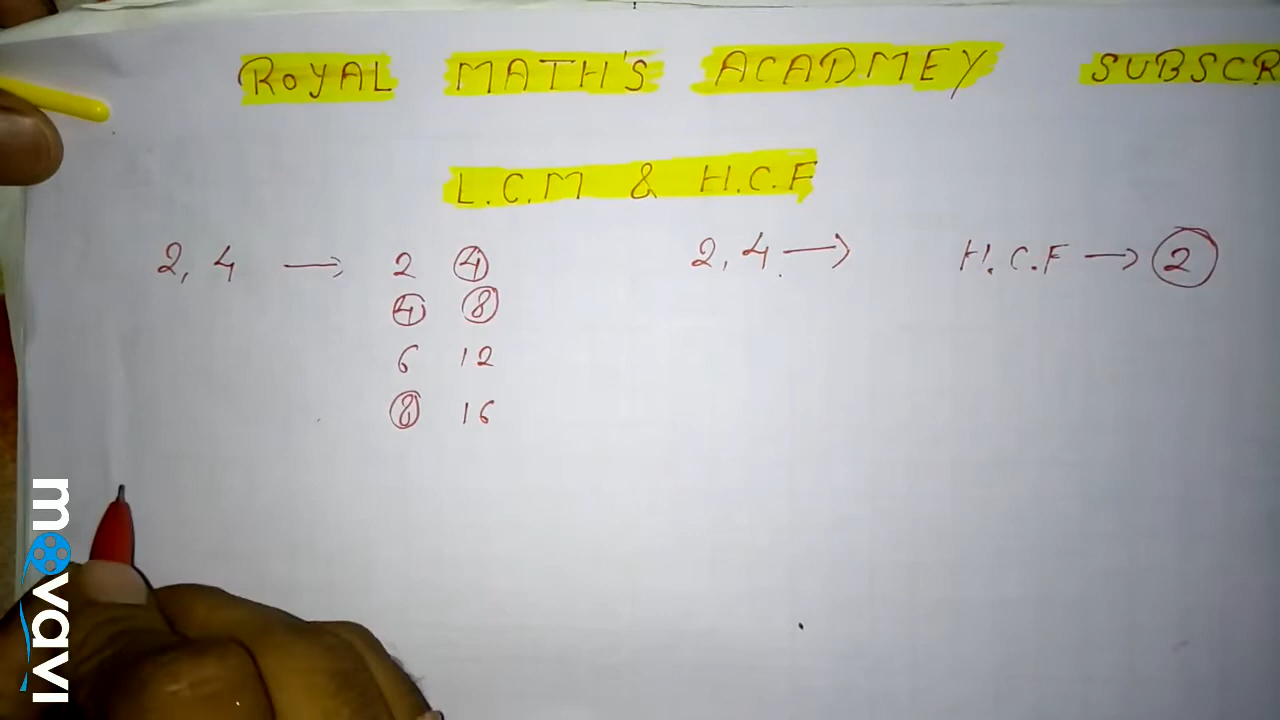 ROYAL MATH'S ACADMEY SUBSCR
L.C.M & H.C.F
2, 4 → 2 4 2, 4 → H.C.F → 2
4 8
6 12
8 16
movavi